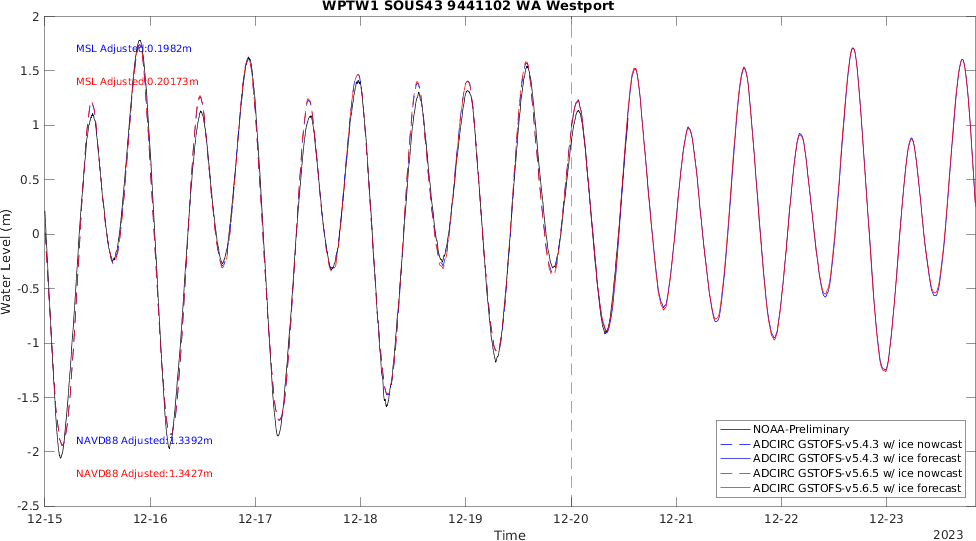 WPTW1 SOUS43 9441102 WA Westport
2
1.5
1
0.5
0
-0.5
-1
-1.5
-2
-2.5
Water Level (m)
MSL Adjusted:0.1982m
MSL Adjusted:0.20173m
NAVD88 Adjusted:1.3392m
NAVD88 Adjusted:1.3427m
NOAA-Preliminary
ADCIRC GSTOFS-v5.4.3 w/ ice nowcast
ADCIRC GSTOFS-v5.4.3 w/ ice forecast
ADCIRC GSTOFS-v5.6.5 w/ ice nowcast
ADCIRC GSTOFS-v5.6.5 w/ ice forecast
12-15 12-16 12-17 12-18 12-19 12-20 12-21 12-22 12-23
Time
2023